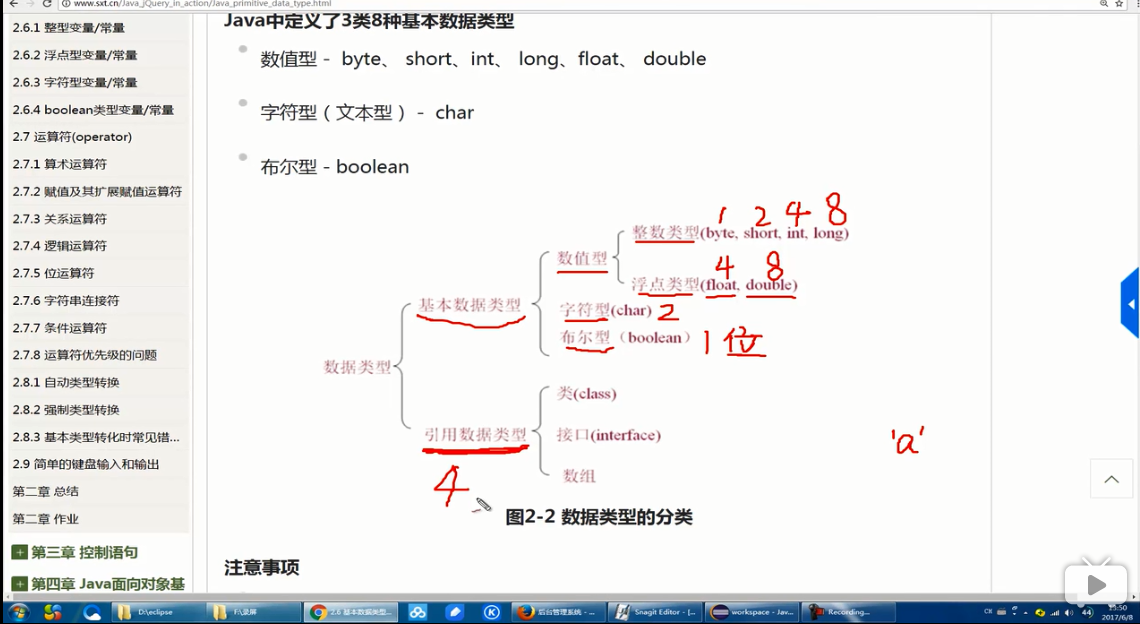 www.sxt.cn/Java_jQuery_in_action/Java_primitive_data_type.html
2.6.1 整型变量/常量
2.6.2 浮点型变量/常量
2.6.3 字符型变量/常量
2.6.4 boolean类型变量/常量
2.7 运算符(operator)
2.7.1 算术运算符
2.7.2 赋值及其扩展赋值运算符
2.7.3 关系运算符
2.7.4 逻辑运算符
2.7.5 位运算符
2.7.6 字符串连接符
2.7.7 条件运算符
2.7.8 运算符优先级的问题
2.8.1 自动类型转换
2.8.2 强制类型转换
2.8.3 基本类型转化时常见错...
2.9 简单的键盘输入和输出
第二章 总结
第二章 作业
第三章 控制语句
第四章 Java面向对象基
Java中定义了3类8种基本数据类型
数值型 - byte、 short、int、 long、float、 double
字符型（文本型） - char
布尔型 - boolean
1 2 4 8
整数类型(byte, short, int, long)
数值型
4 8
浮点类型(float, double)
基本数据类型
字符型(char) 2
布尔型（boolean） 1位
数据类型
类(class)
引用数据类型
接口(interface)
'a'
4
数组
图2-2 数据类型的分类
注意事项
D:\eclipse
F:\录屏
2.6 基本数据类型...
后台管理系统 - ...
Snagit Editor - [...
workspace - Jav...
Recording...
CH
44
15:50
2017/6/8